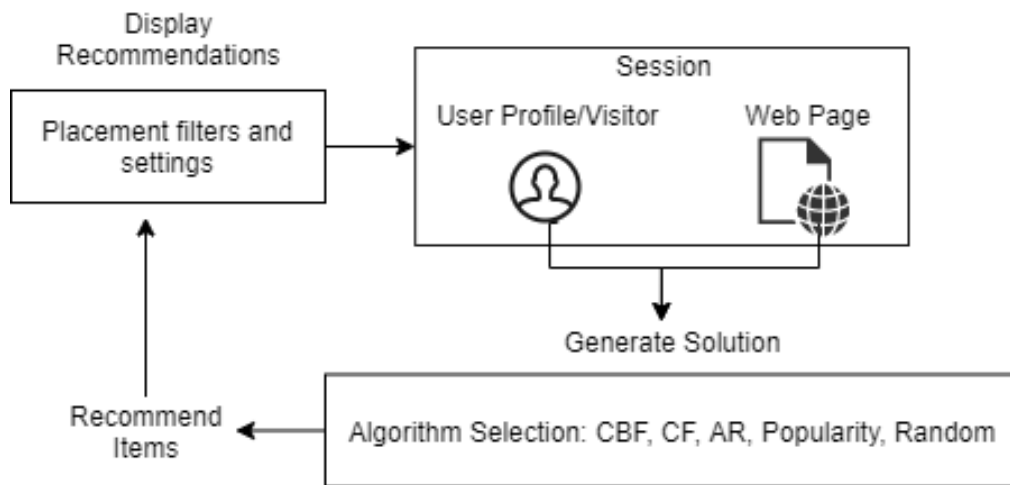 Display
Recommendations
Placement filters and
settings
Session
User Profile/Visitor
Web Page
Generate Solution
Algorithm Selection: CBF, CF, AR, Popularity, Random
Recommend
Items